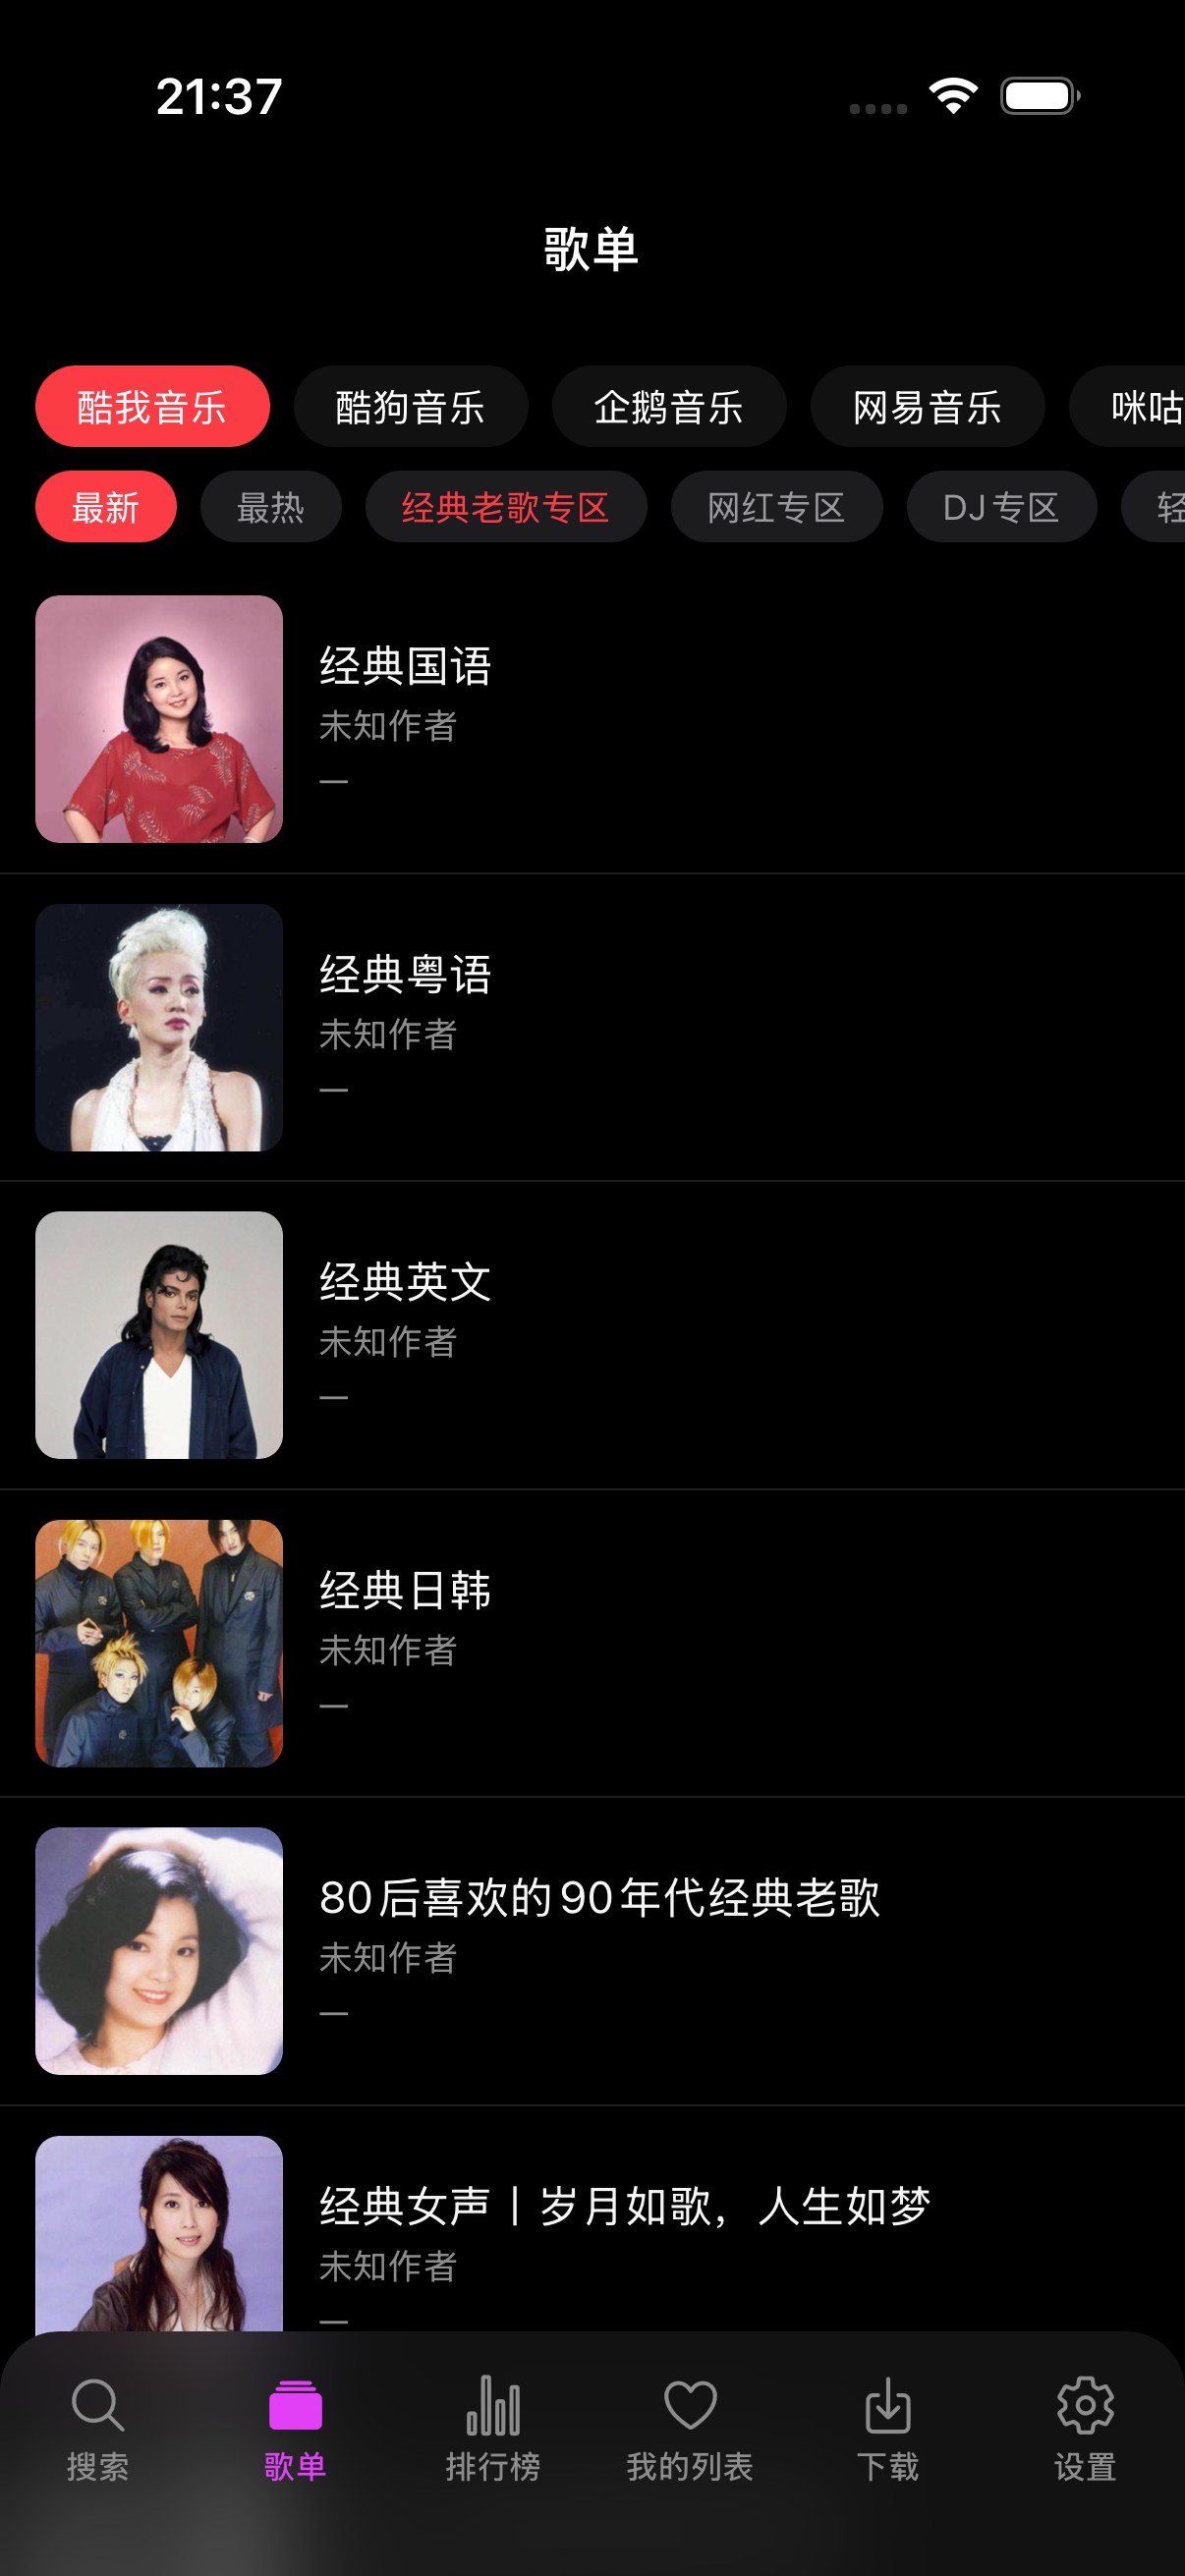 21:37
歌单
酷我音乐 酷狗音乐 企鹅音乐 网易音乐 咪咕
最新 最热 经典老歌专区 网红专区 DJ专区 轻
经典国语
未知作者
—
经典粤语
未知作者
—
经典英文
未知作者
—
经典日韩
未知作者
—
80后喜欢的90年代经典老歌
未知作者
—
经典女声丨岁月如歌，人生如梦
未知作者
—
搜索 歌单 排行榜 我的列表 下载 设置